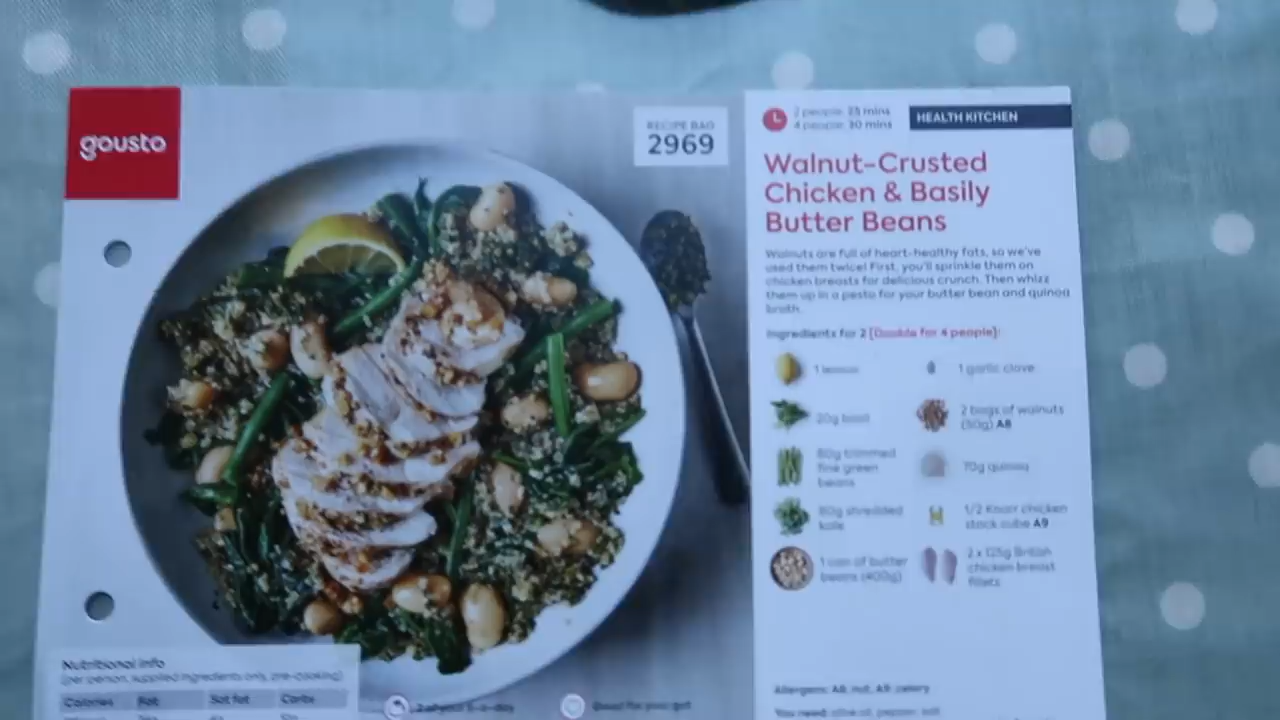 gousto
RECIPE BAG
2969
2 people: 25 mins
4 people: 30 mins
HEALTH KITCHEN
Walnut-Crusted
Chicken & Basily
Butter Beans
Walnuts are full of heart-healthy fats, so we've
used them twice! First, you'll sprinkle them on
chicken breasts for delicious crunch. Then whizz
them up in a pesto for your butter bean and quinoa
broth.
Ingredients for 2 (Double for 4 people):
1 lemon
1 garlic clove
20g basil
2 bags of walnuts
(50g) A8
80g trimmed
fine green
beans
70g quinoa
80g shredded
kale
1/2 Knorr chicken
stock cube A9
1 can of butter
beans (400g)
2 x 125g British
chicken breast
fillets
Allergens: A8, nut, A9, celery
You need: olive oil, pepper, salt
Nutritional info
(per person, supplied ingredients only, pre-cooking)
Calories
Fat
Sat fat
Carbs
2 of your 5-a-day
Good for your gut